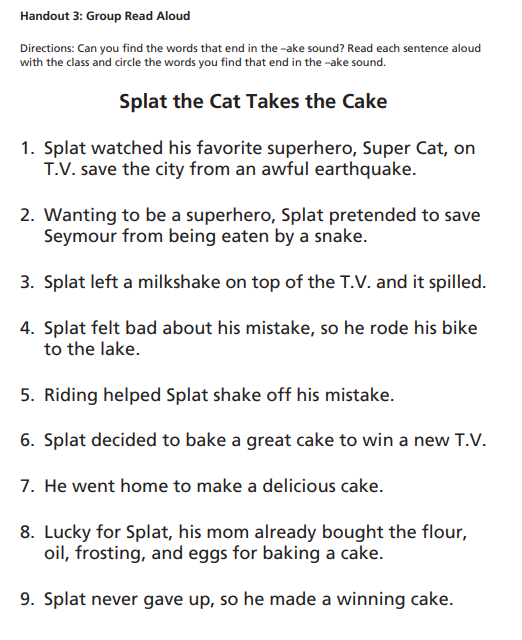 Handout 3: Group Read Aloud
Directions: Can you find the words that end in the –ake sound? Read each sentence aloud
with the class and circle the words you find that end in the –ake sound.
Splat the Cat Takes the Cake
1. Splat watched his favorite superhero, Super Cat, on
T.V. save the city from an awful earthquake.
2. Wanting to be a superhero, Splat pretended to save
Seymour from being eaten by a snake.
3. Splat left a milkshake on top of the T.V. and it spilled.
4. Splat felt bad about his mistake, so he rode his bike
to the lake.
5. Riding helped Splat shake off his mistake.
6. Splat decided to bake a great cake to win a new T.V.
7. He went home to make a delicious cake.
8. Lucky for Splat, his mom already bought the flour,
oil, frosting, and eggs for baking a cake.
9. Splat never gave up, so he made a winning cake.